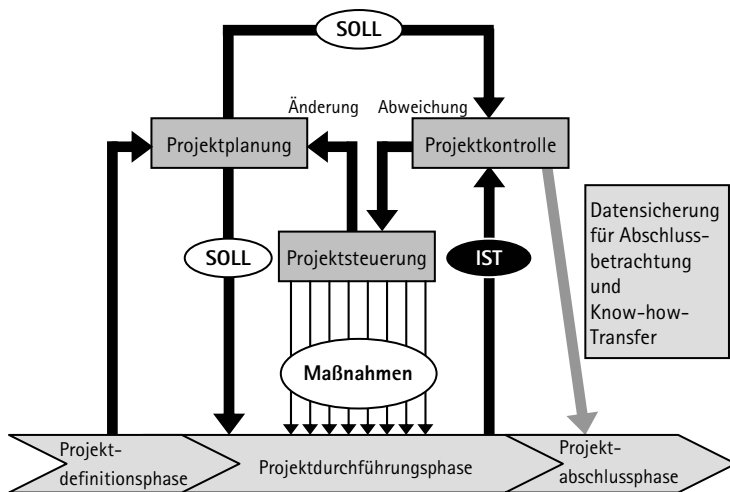 SOLL
Änderung
Abweichung
Projektplanung
Projektkontrolle
Datensicherung
für Abschluss-
betrachtung
und
Know-how-
Transfer
SOLL
Projektsteuerung
IST
Maßnahmen
Projekt-
definitionsphase
Projektdurchführungsphase
Projekt-
abschlussphase